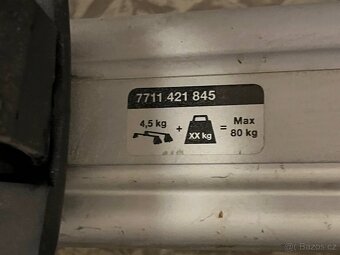 7711 421 845
4,5 kg + XX kg = Max 80 kg
Bazos.cz